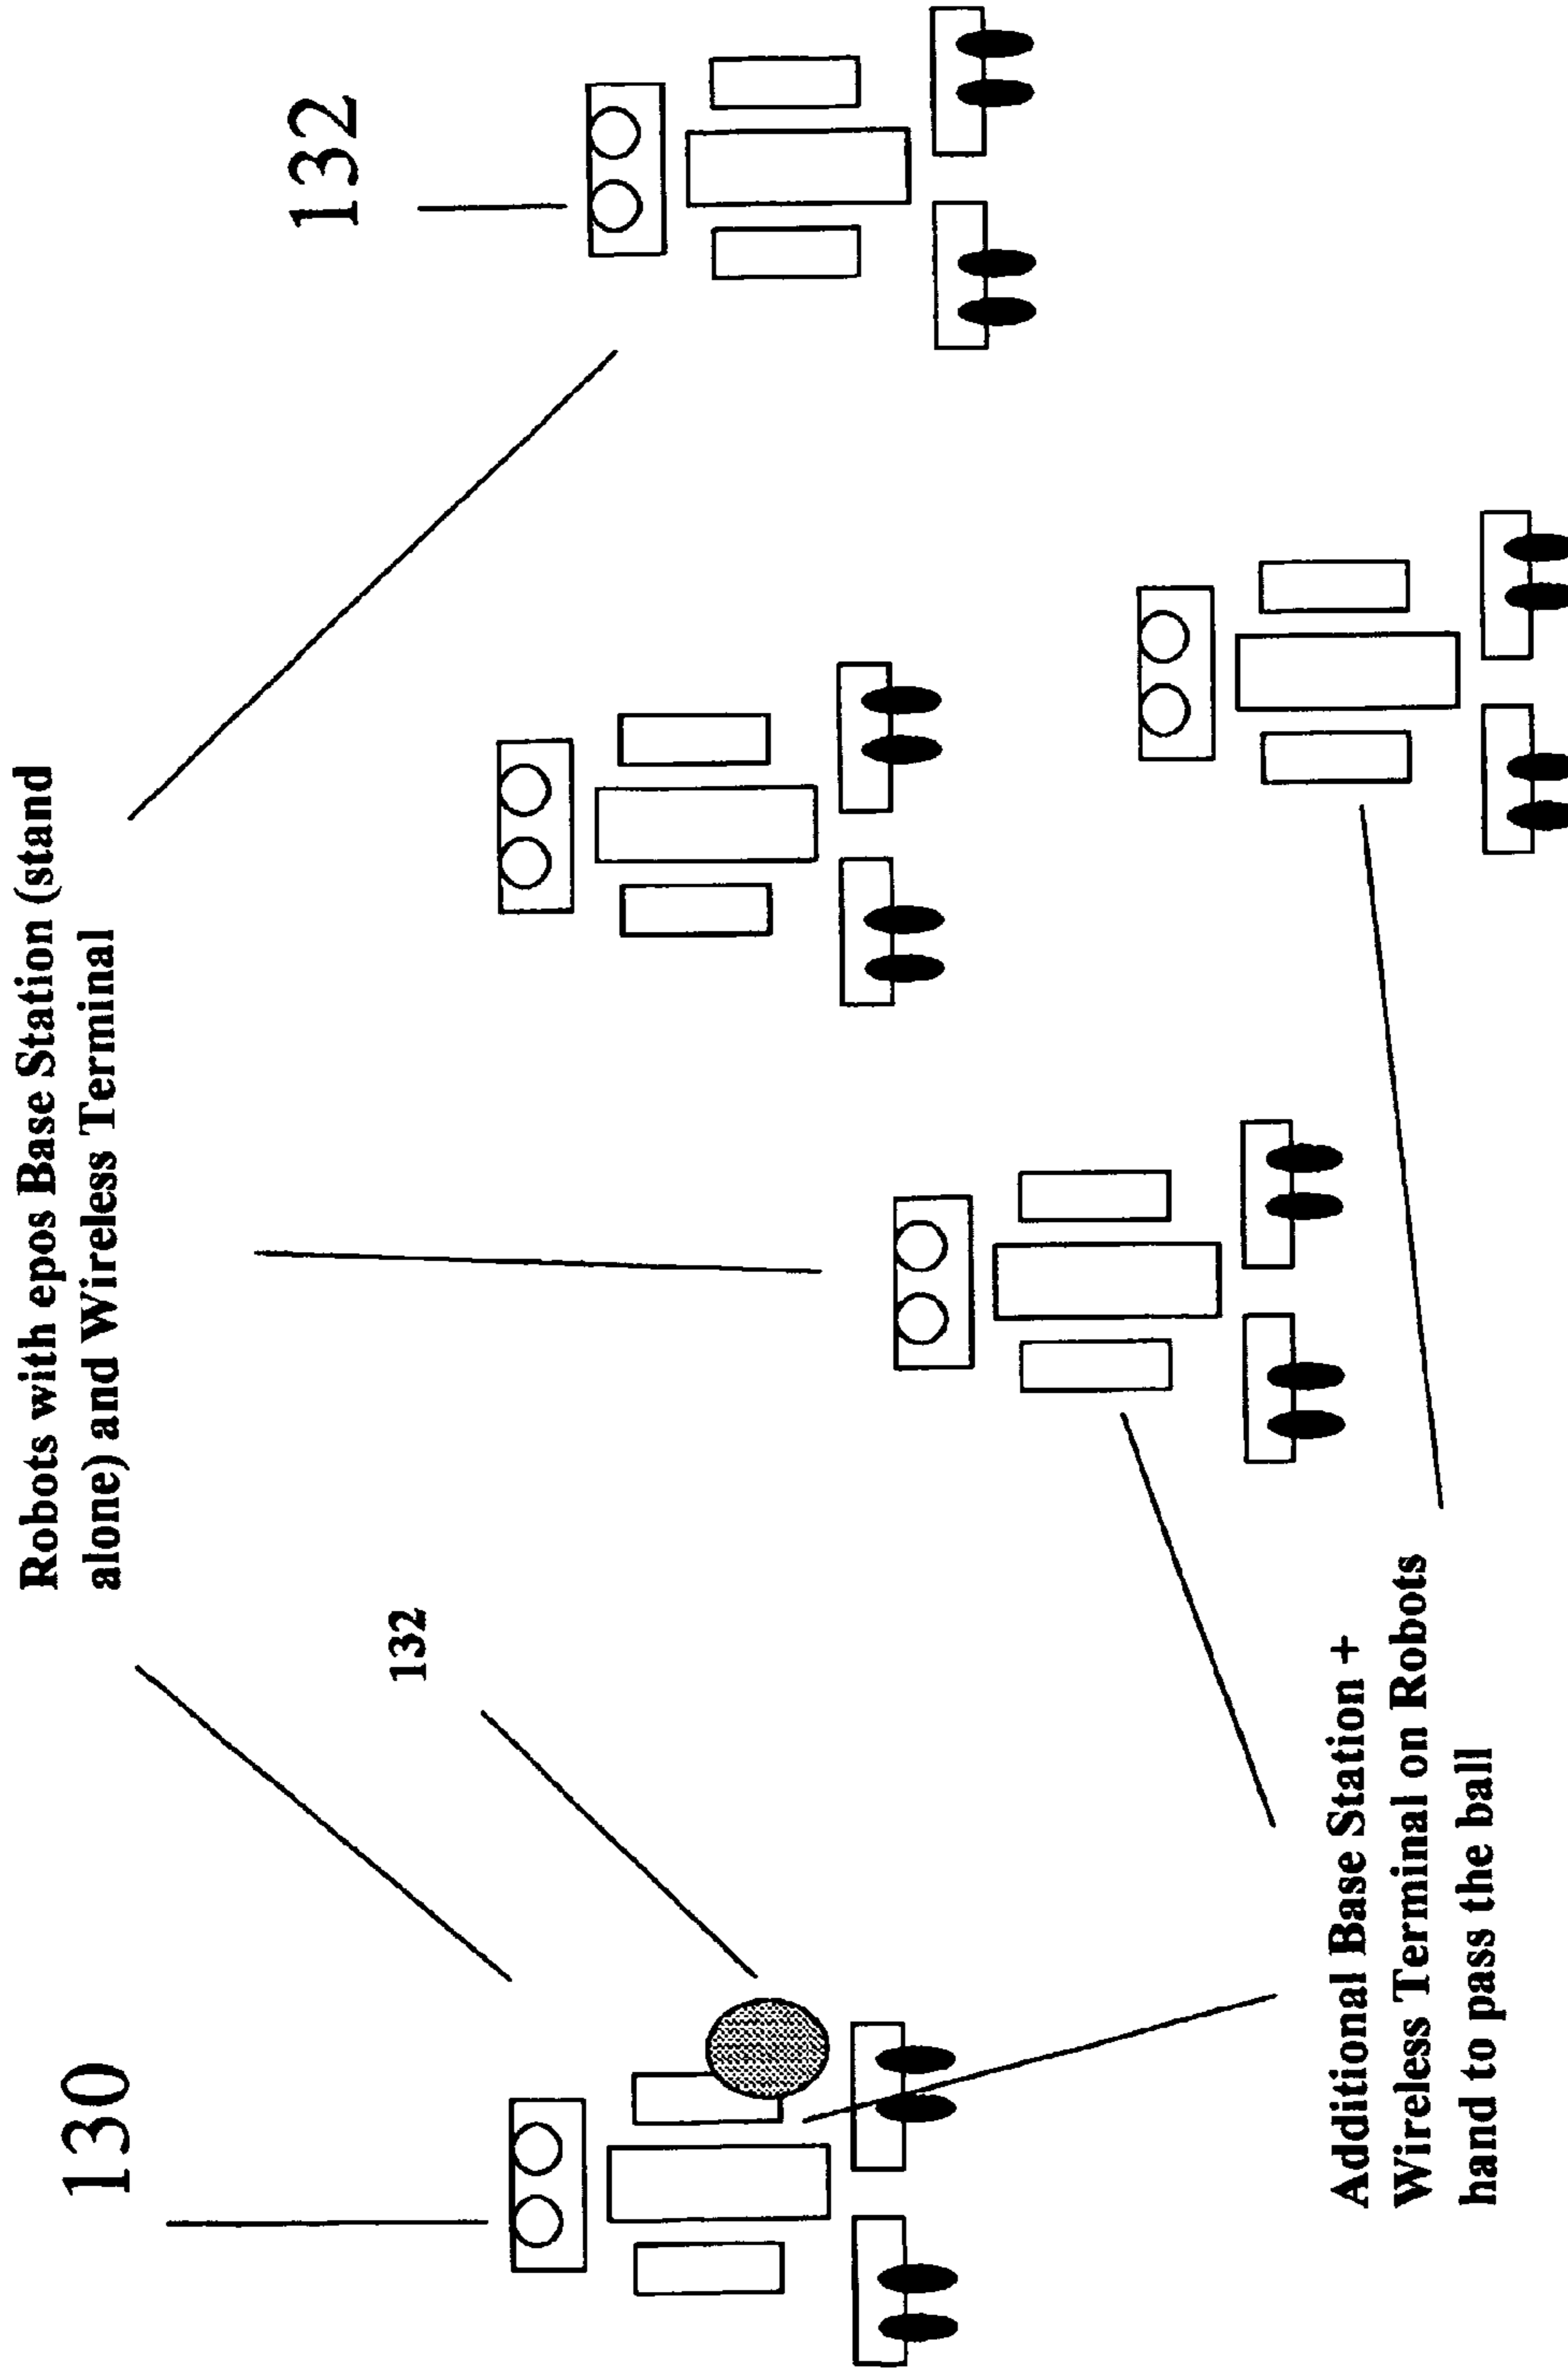 Robots with epos Base Station (stand
alone) and Wireless Terminal
130
132
132
Additional Base Station +
Wireless Terminal on Robots
hand to pass the ball